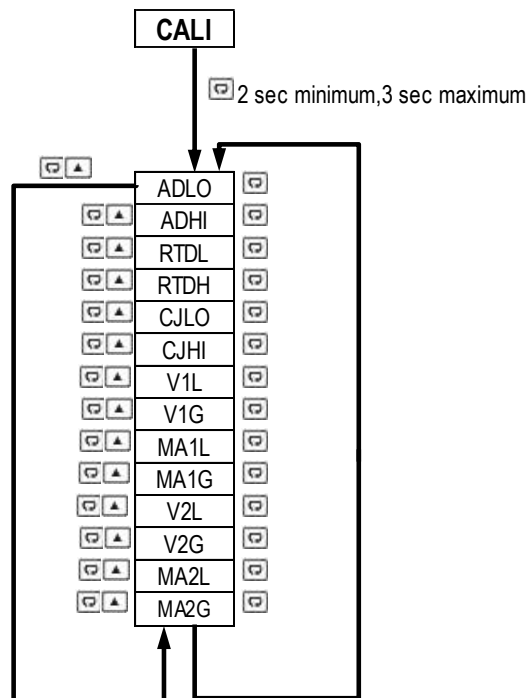 CALI
2 sec minimum,3 sec maximum
ADLO
ADHI
RTDL
RTDH
CJLO
CJHI
V1L
V1G
MA1L
MA1G
V2L
V2G
MA2L
MA2G